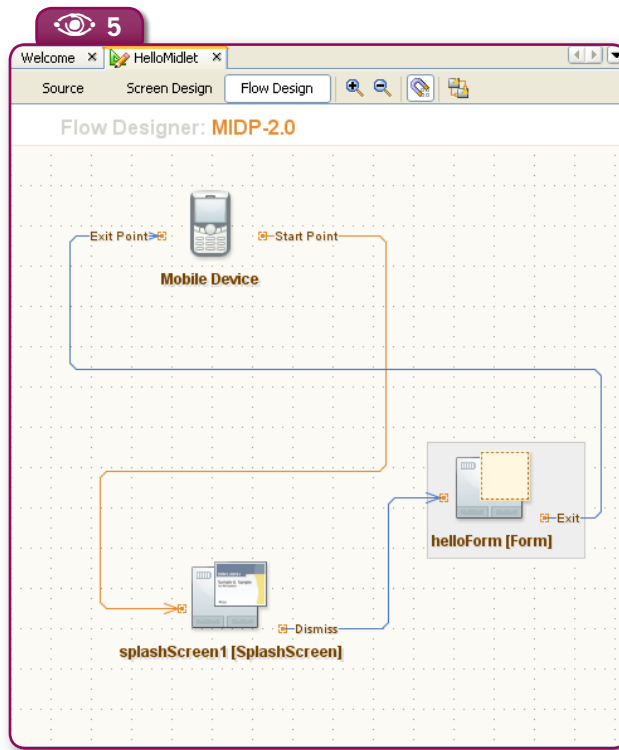 5
Welcome × HelloMidlet ×
Source Screen Design Flow Design
Flow Designer: MIDP-2.0
Exit Point Start Point
Mobile Device
Exit
helloForm [Form]
Dismiss
splashScreen1 [SplashScreen]